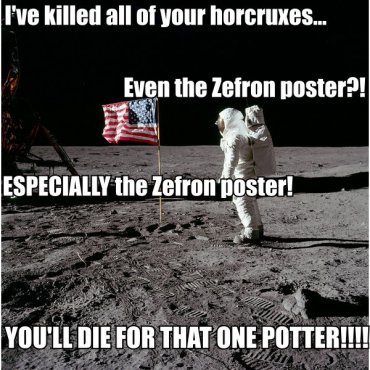 I've killed all of your horcruxes...
Even the Zefron poster?!
ESPECIALLY the Zefron poster!
YOU'LL DIE FOR THAT ONE POTTER!!!!